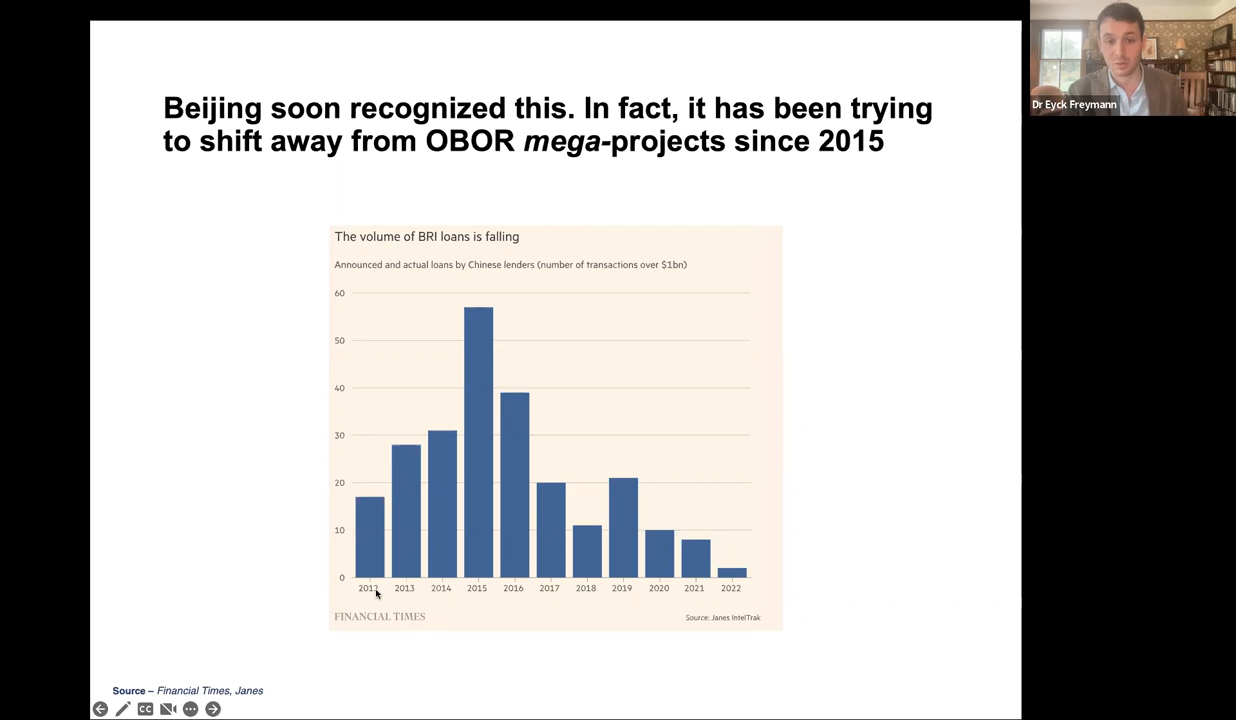 Beijing soon recognized this. In fact, it has been trying
to shift away from OBOR mega-projects since 2015
Dr Eyck Freymann
The volume of BRI loans is falling
Announced and actual loans by Chinese lenders (number of transactions over $1bn)
60
50
40
30
20
10
0
2012 2013 2014 2015 2016 2017 2018 2019 2020 2021 2022
FINANCIAL TIMES
Source: Janes IntelTrak
Source – Financial Times, Janes
CC